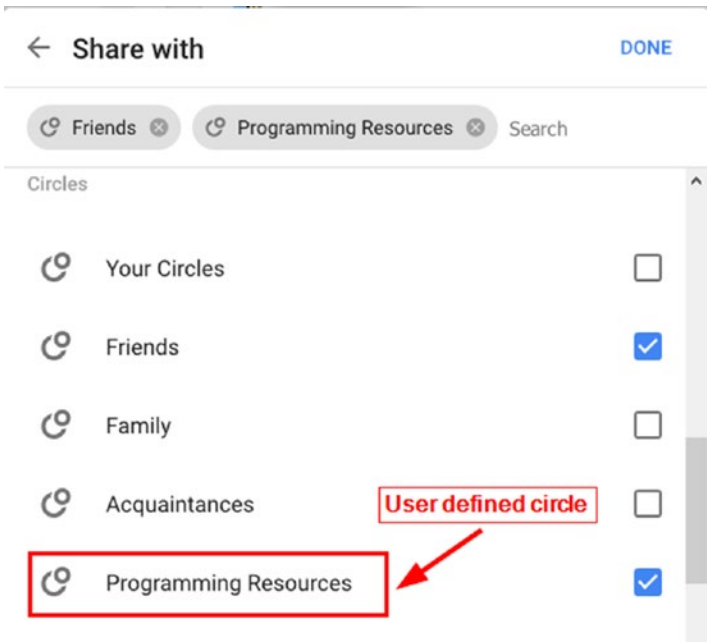 Share with
DONE
Friends
Programming Resources
Search
Circles
Your Circles
Friends
Family
Acquaintances
User defined circle
Programming Resources